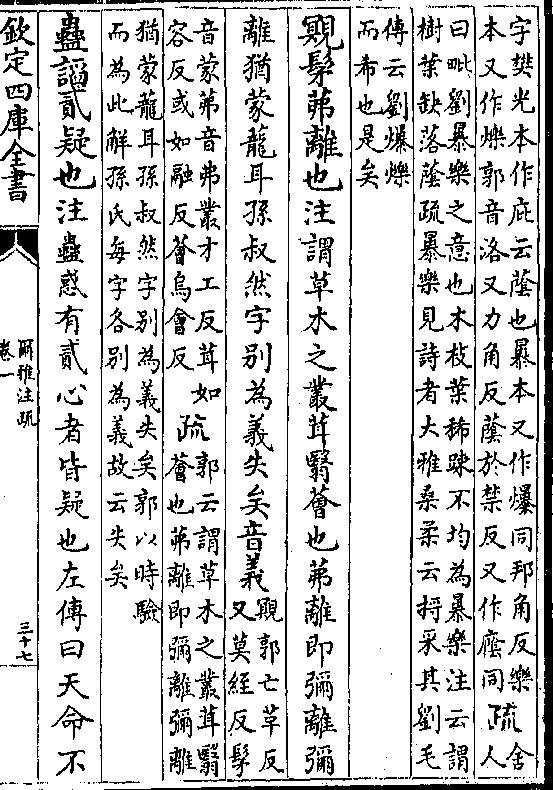 字樊光本作庇云蔭也暴本又作爆同邦角反樂
本又作爍郭音洛又力角反蔭於禁反又作廕同
疏
舍
人
曰毗劉暴樂之意也木枝葉稀疎不均為暴樂注云謂
樹葉缺落蔭疏暴樂見詩者大雅桑柔云捋采其劉毛
傳云劉爆爍
而希也是矣
覭髳茀離也注謂草木之叢茸翳薈也茀離即彌離彌
離猶蒙蘢耳孫叔然字別為義失矣音義
覭郭亡草反
又莫經反髳
音蒙茀音弗叢才工反茸如
容反或如融反薈烏會反
疏
郭云謂草木之叢茸翳
薈也茀離即彌離彌離
猶蒙蘢耳孫叔然字別為義失矣郭以時驗
而為此解孫氏每字各別為義故云失矣
蠱謟貳疑也注蠱惑有貳心者皆疑也左傳曰天命不
欽定四庫全書
爾雅注疏
卷一
三十七